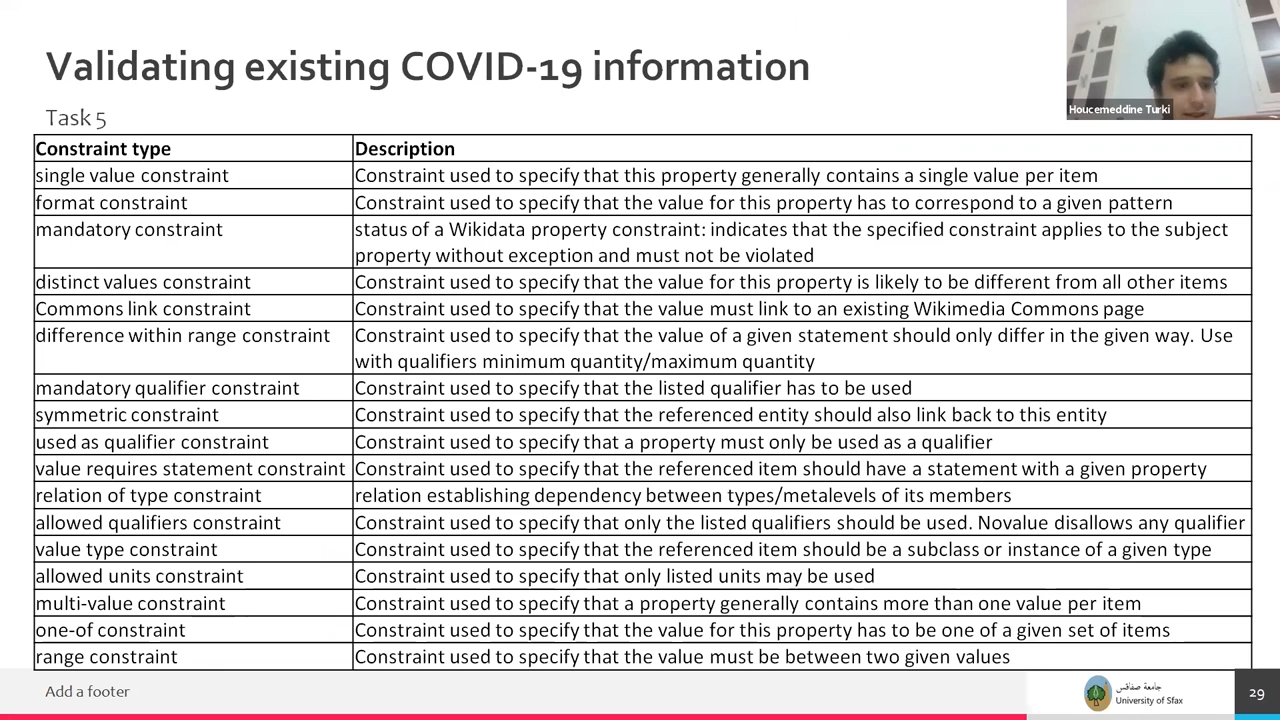 Validating existing COVID-19 information
Houcemeddine Turki
Task 5
Constraint type Description
single value constraint Constraint used to specify that this property generally contains a single value per item
format constraint Constraint used to specify that the value for this property has to correspond to a given pattern
mandatory constraint status of a Wikidata property constraint: indicates that the specified constraint applies to the subject
property without exception and must not be violated
distinct values constraint Constraint used to specify that the value for this property is likely to be different from all other items
Commons link constraint Constraint used to specify that the value must link to an existing Wikimedia Commons page
difference within range constraint Constraint used to specify that the value of a given statement should only differ in the given way. Use
with qualifiers minimum quantity/maximum quantity
mandatory qualifier constraint Constraint used to specify that the listed qualifier has to be used
symmetric constraint Constraint used to specify that the referenced entity should also link back to this entity
used as qualifier constraint Constraint used to specify that a property must only be used as a qualifier
value requires statement constraint Constraint used to specify that the referenced item should have a statement with a given property
relation of type constraint relation establishing dependency between types/metalevels of its members
allowed qualifiers constraint Constraint used to specify that only the listed qualifiers should be used. Novalue disallows any qualifier
value type constraint Constraint used to specify that the referenced item should be a subclass or instance of a given type
allowed units constraint Constraint used to specify that only listed units may be used
multi-value constraint Constraint used to specify that a property generally contains more than one value per item
one-of constraint Constraint used to specify that the value for this property has to be one of a given set of items
range constraint Constraint used to specify that the value must be between two given values
Add a footer
جامعة صفاقس
University of Sfax
29